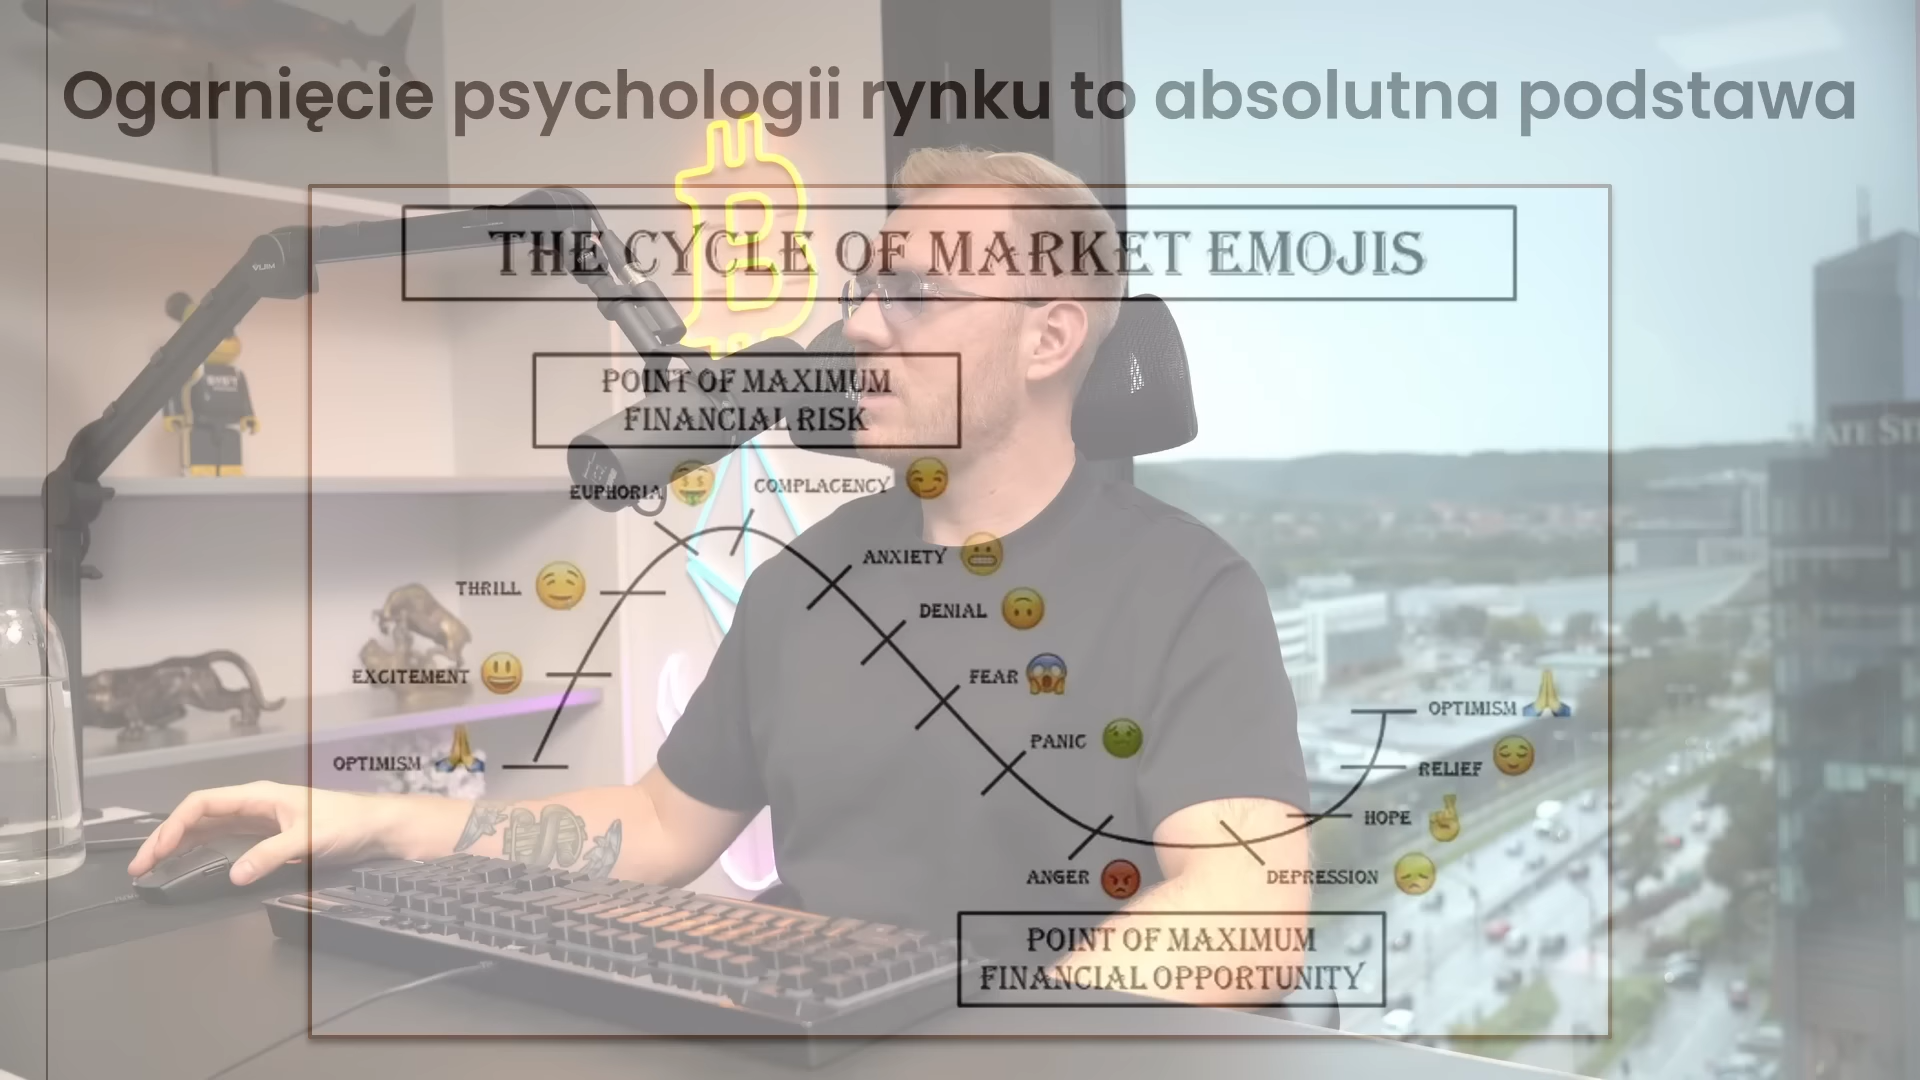 Ogarnięcie psychologii rynku to absolutna podstawa
THE CYCLE OF MARKET EMOJIS
POINT OF MAXIMUM
FINANCIAL RISK
EUPHORIA
COMPLACENCY
THRILL
ANXIETY
DENIAL
EXCITEMENT
FEAR
OPTIMISM
PANIC
OPTIMISM
RELIEF
HOPE
ANGER
DEPRESSION
POINT OF MAXIMUM
FINANCIAL OPPORTUNITY